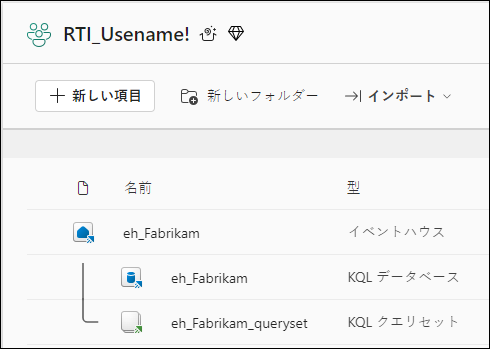 RTI_Usename!
新しい項目 新しいフォルダー インポート
名前 型
eh_Fabrikam イベントハウス
eh_Fabrikam KQL データベース
eh_Fabrikam_queryset KQL クエリセット